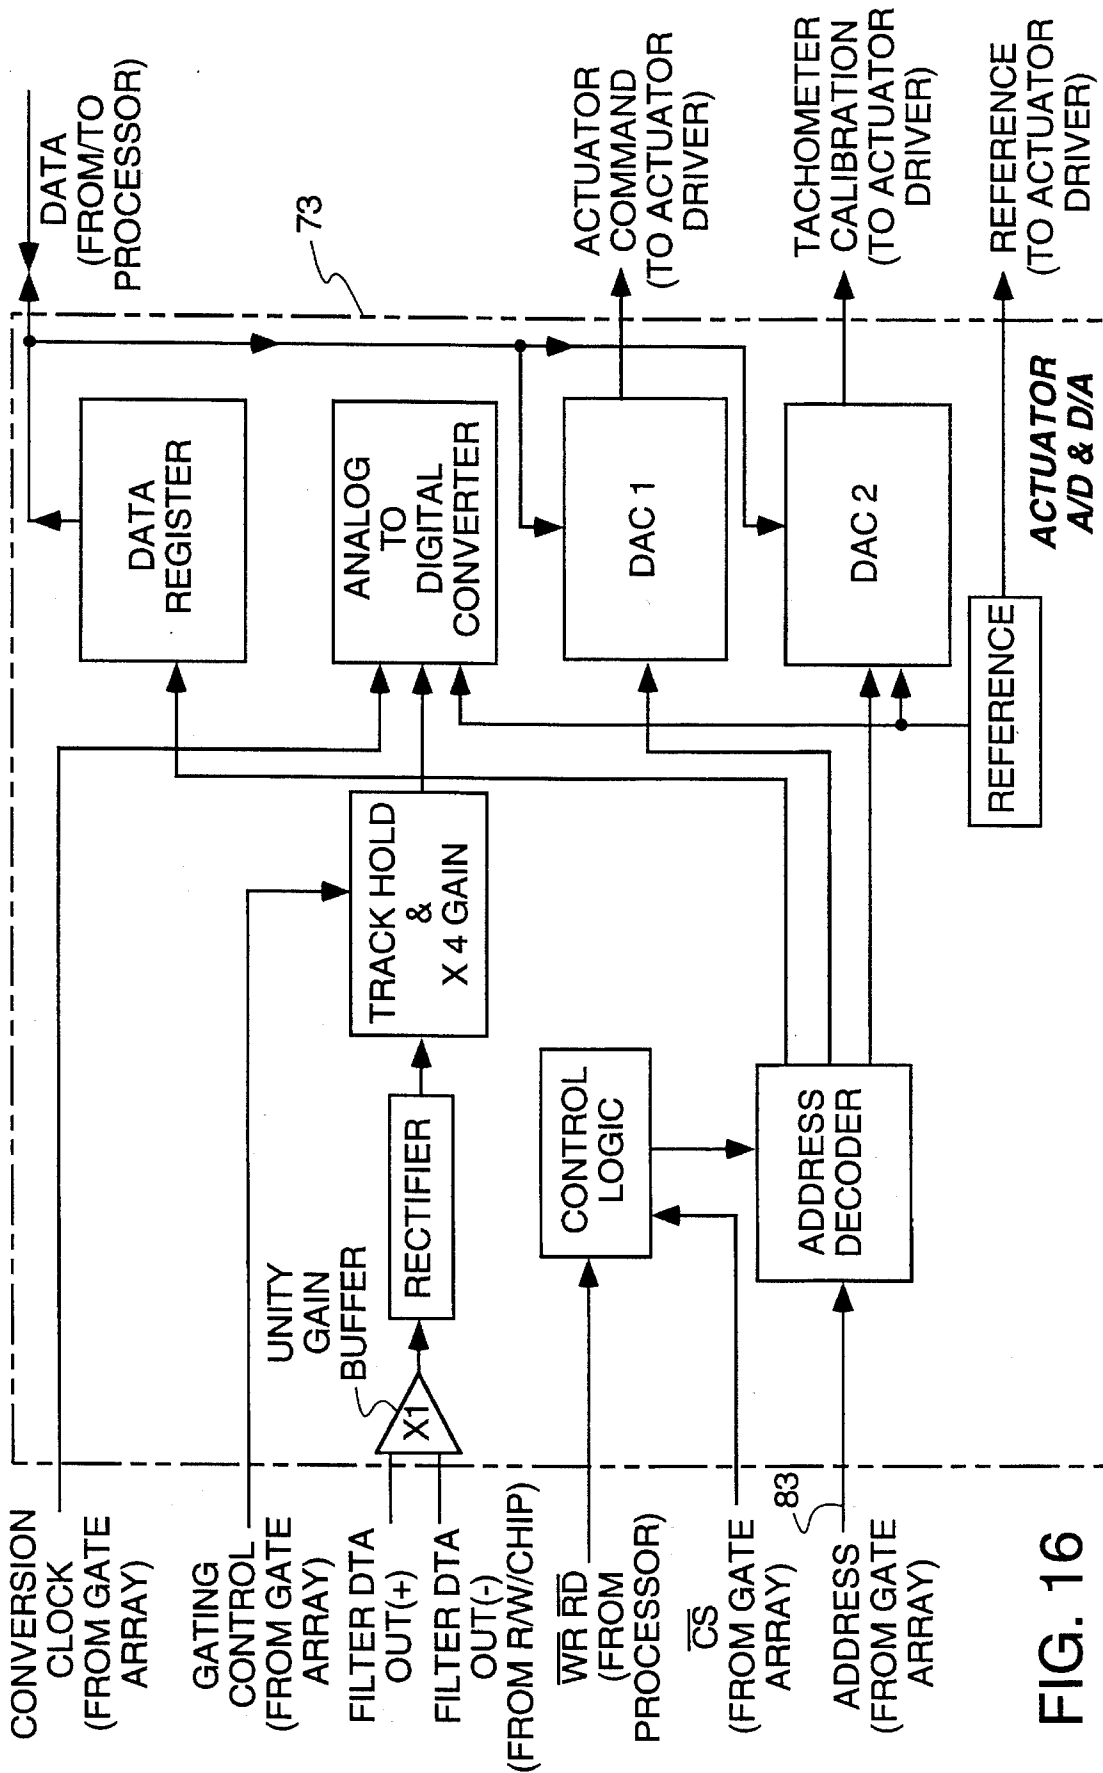 CONVERSION
CLOCK
(FROM GATE
ARRAY)
GATING
CONTROL
(FROM GATE
ARRAY)
FILTER DTA
OUT(+)
FILTER DTA
OUT(-)
(FROM R/W/CHIP)
WR RD
(FROM
PROCESSOR)
CS
(FROM GATE
ARRAY)
83
ADDRESS
(FROM GATE
ARRAY)
UNITY
GAIN
BUFFER
X1
RECTIFIER
TRACK HOLD
&
X 4 GAIN
CONTROL
LOGIC
ADDRESS
DECODER
DATA
REGISTER
ANALOG
TO
DIGITAL
CONVERTER
DAC 1
DAC 2
REFERENCE
DATA
(FROM/TO
PROCESSOR)
73
ACTUATOR
COMMAND
(TO ACTUATOR
DRIVER)
TACHOMETER
CALIBRATION
(TO ACTUATOR
DRIVER)
REFERENCE
(TO ACTUATOR
DRIVER)
ACTUATOR
A/D & D/A
FIG. 16